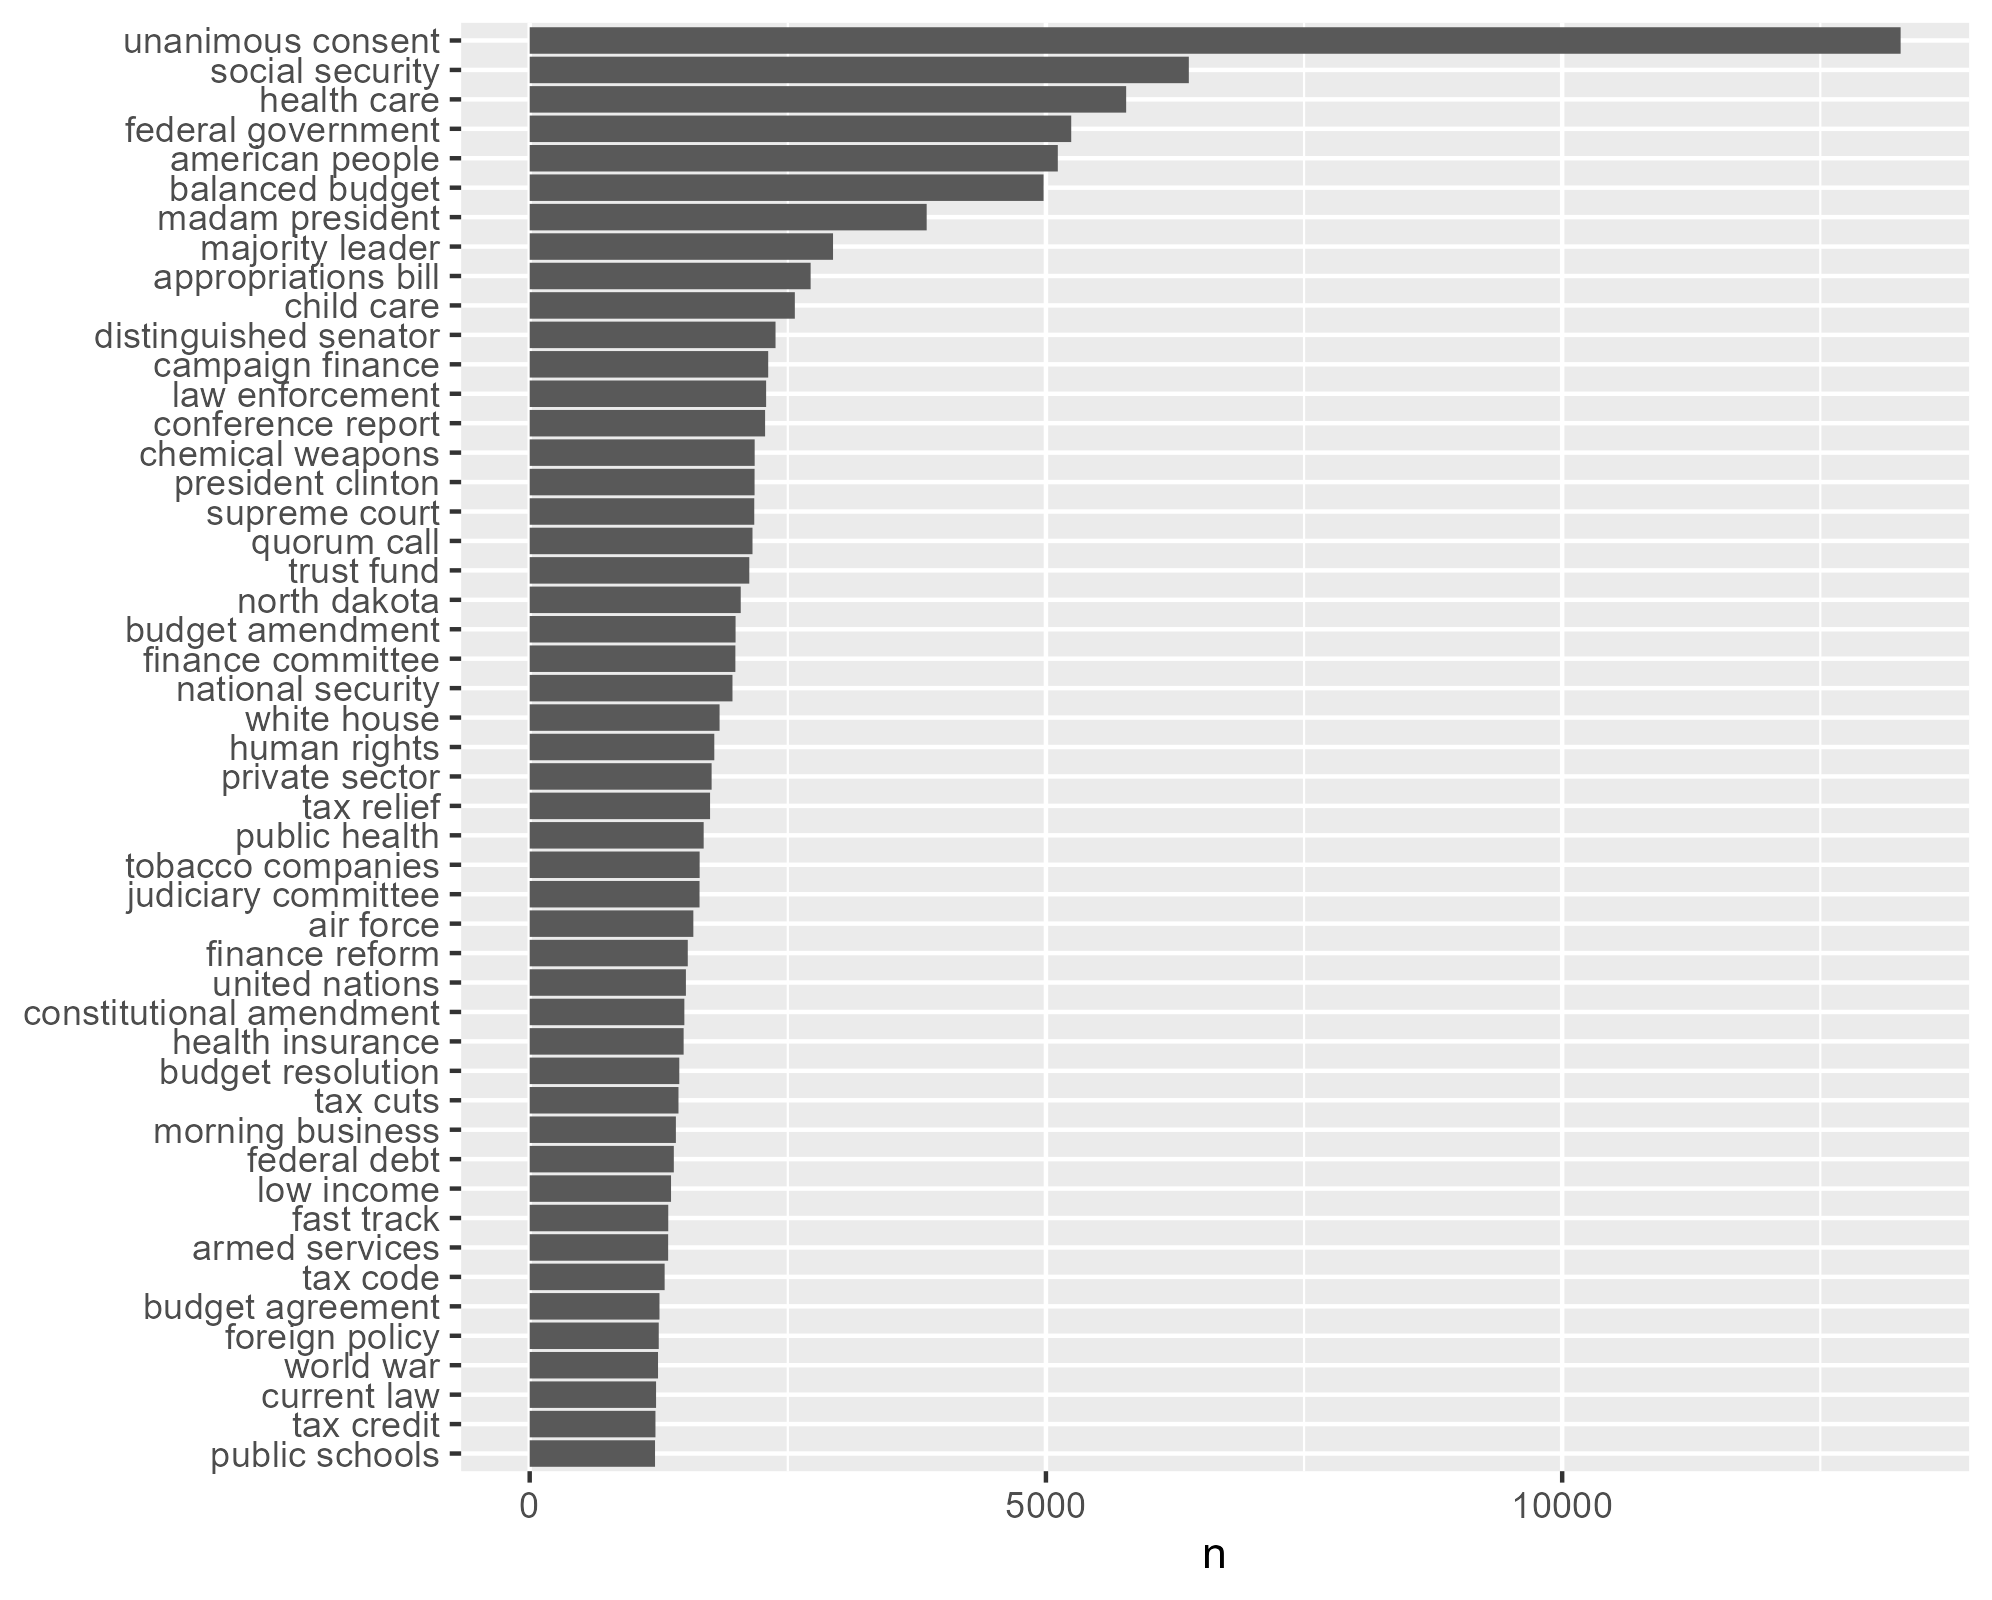 unanimous consent
social security
health care
federal government
american people
balanced budget
madam president
majority leader
appropriations bill
child care
distinguished senator
campaign finance
law enforcement
conference report
chemical weapons
president clinton
supreme court
quorum call
trust fund
north dakota
budget amendment
finance committee
national security
white house
human rights
private sector
tax relief
public health
tobacco companies
judiciary committee
air force
finance reform
united nations
constitutional amendment
health insurance
budget resolution
tax cuts
morning business
federal debt
low income
fast track
armed services
tax code
budget agreement
foreign policy
world war
current law
tax credit
public schools
0 5000 10000
n